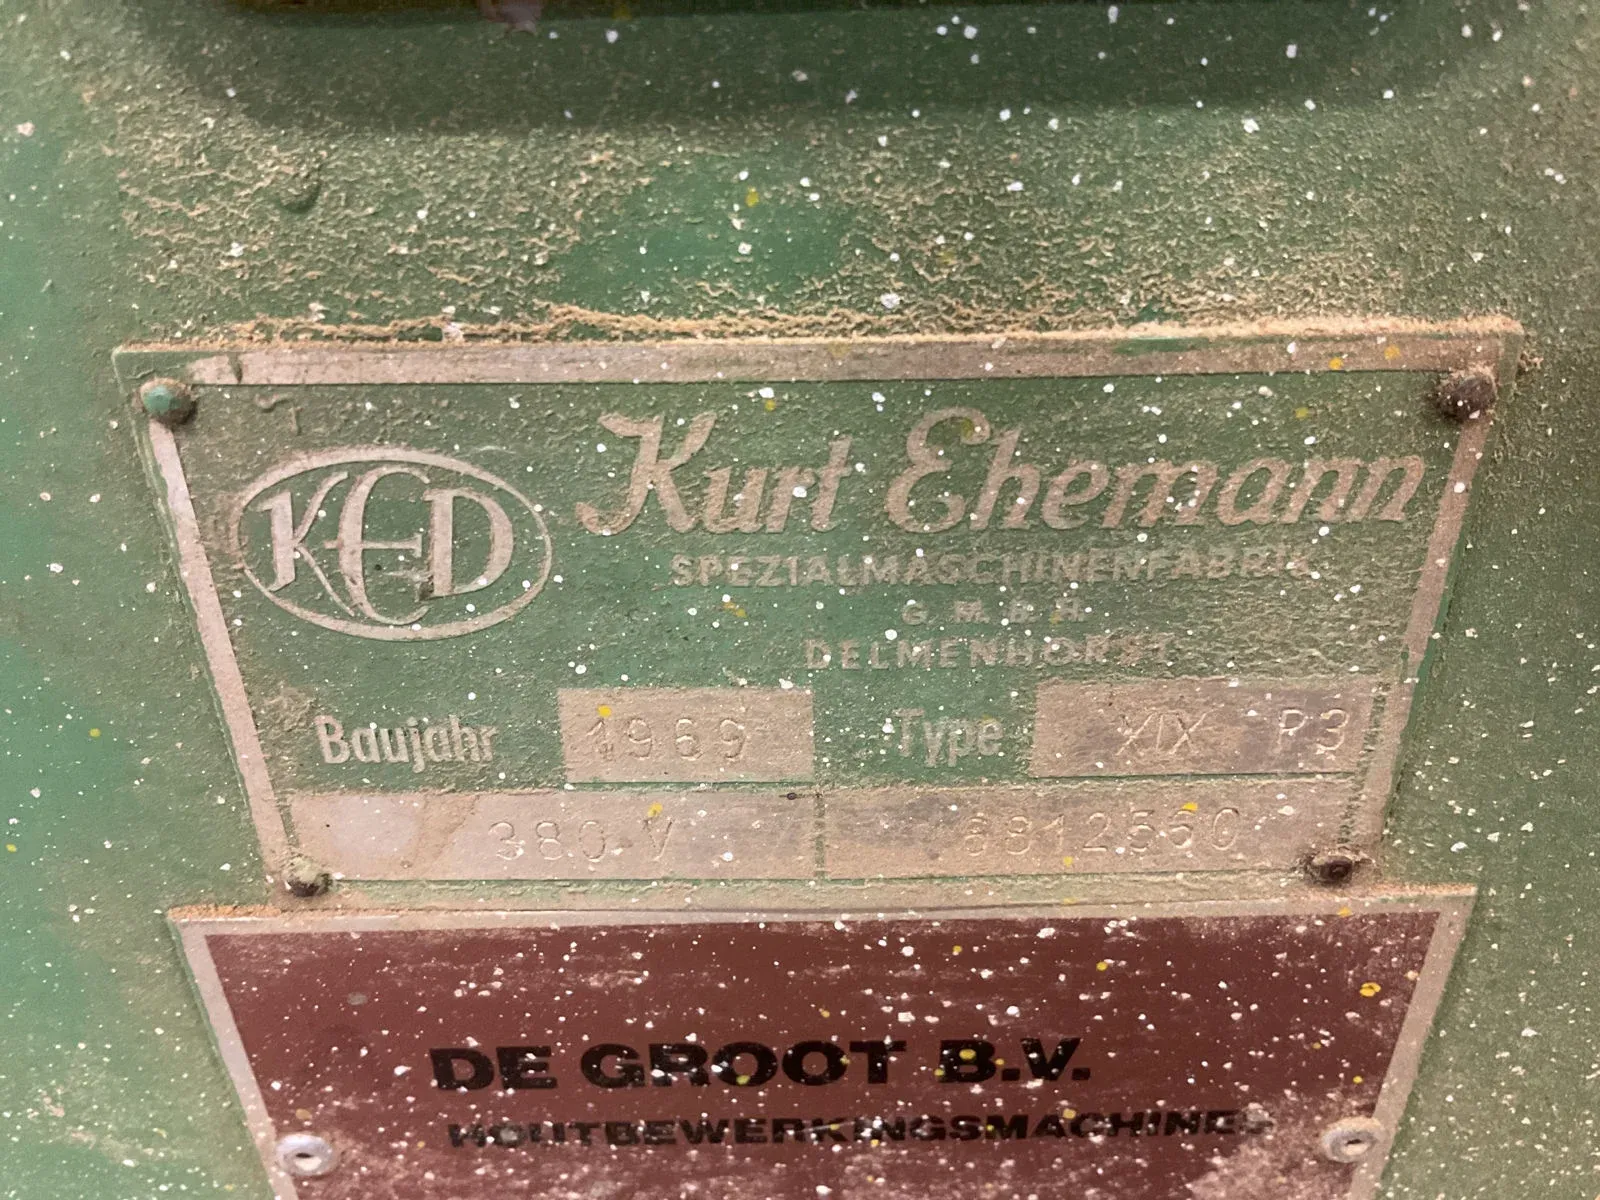 KED
Kurt Ehemann
SPEZIALMASCHINENFABRIK
G. M. B. H.
DELMENHORST
Baujahr 1969 Type XIX P3
380 V 6812560
DE GROOT B.V.
HOUTBEWERKINGSMACHINES